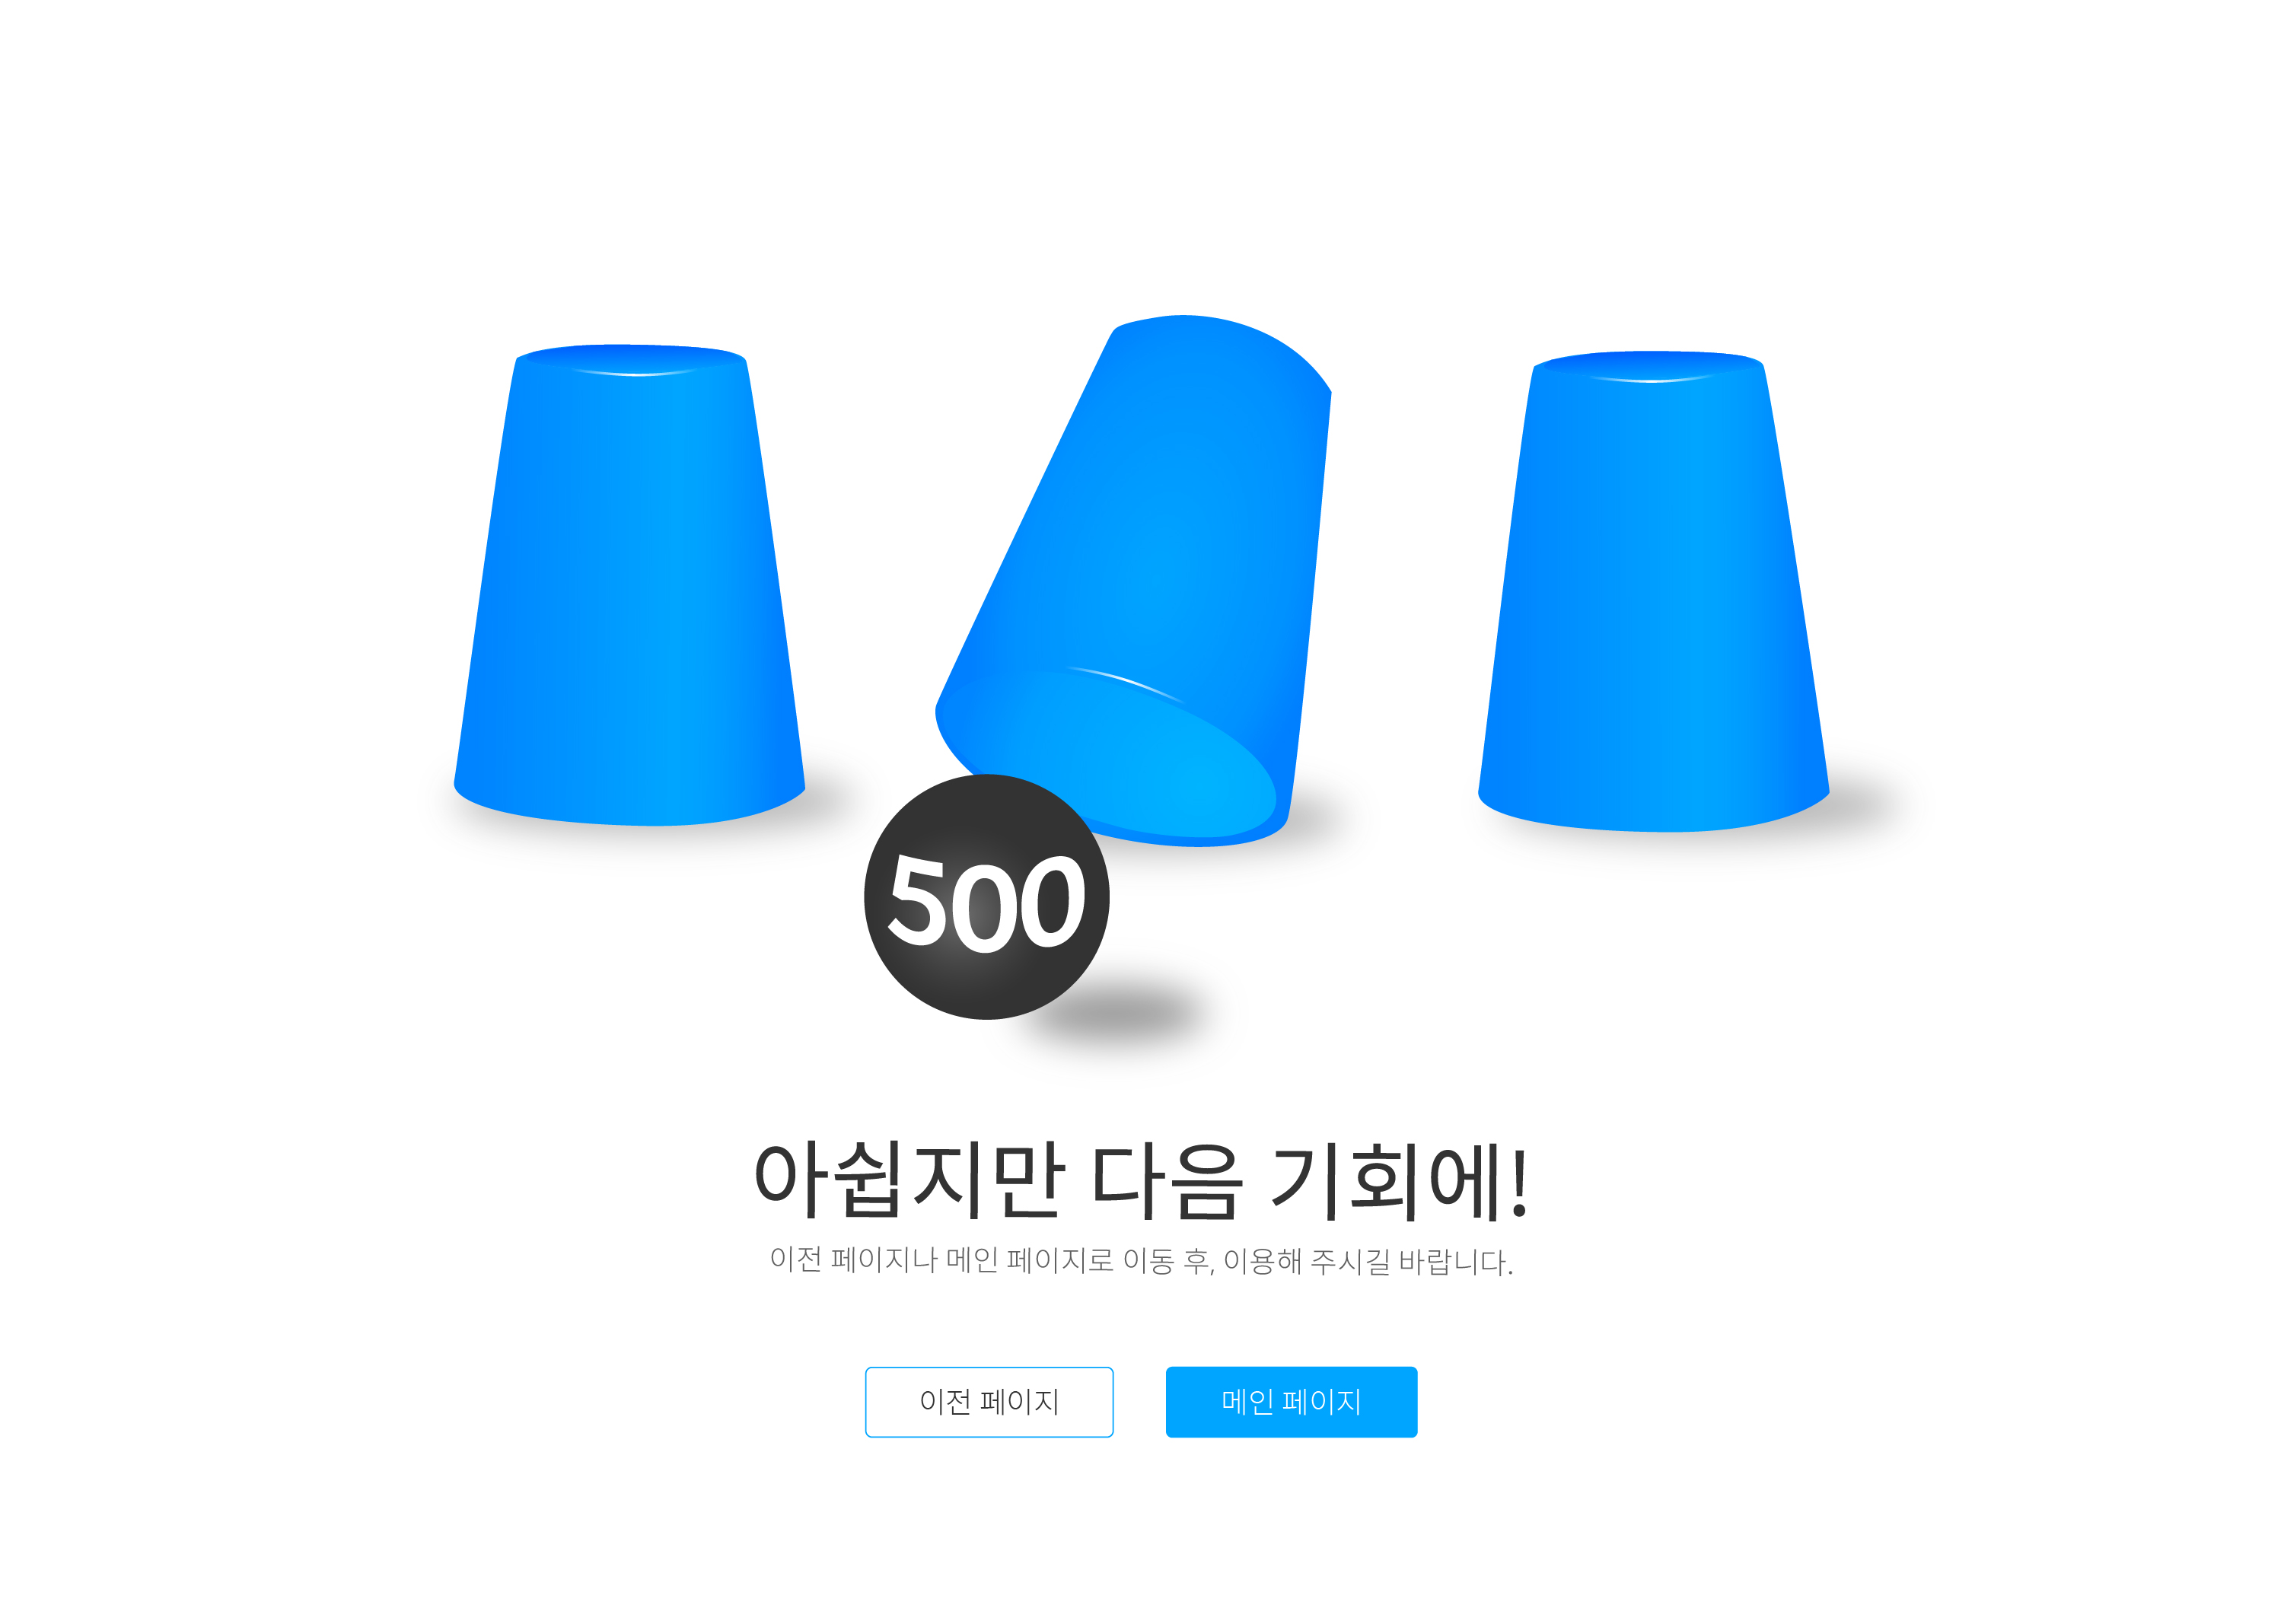 500
아쉽지만 다음 기회에!
이전 페이지나 메인 페이지로 이동 후, 이용해 주시길 바랍니다.
이전 페이지
메인 페이지